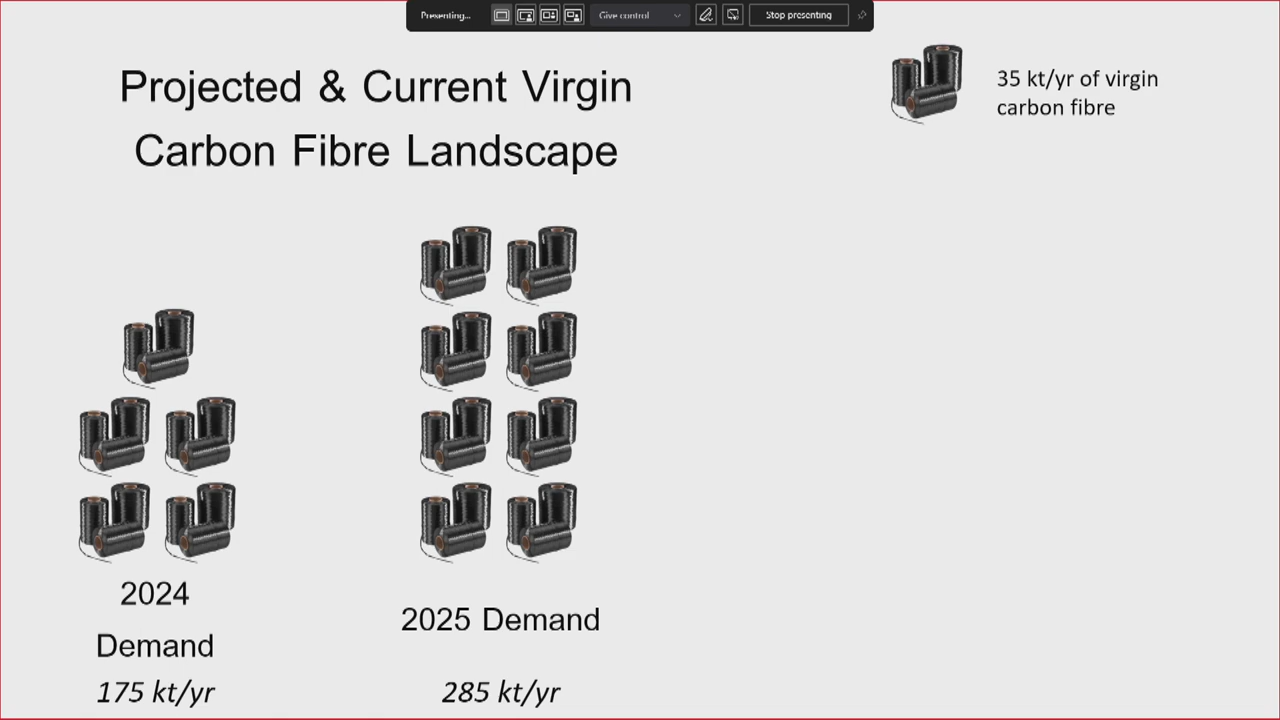 Presenting...
Give control
Stop presenting
Projected & Current Virgin
Carbon Fibre Landscape
35 kt/yr of virgin
carbon fibre
2024
Demand
175 kt/yr
2025 Demand
285 kt/yr